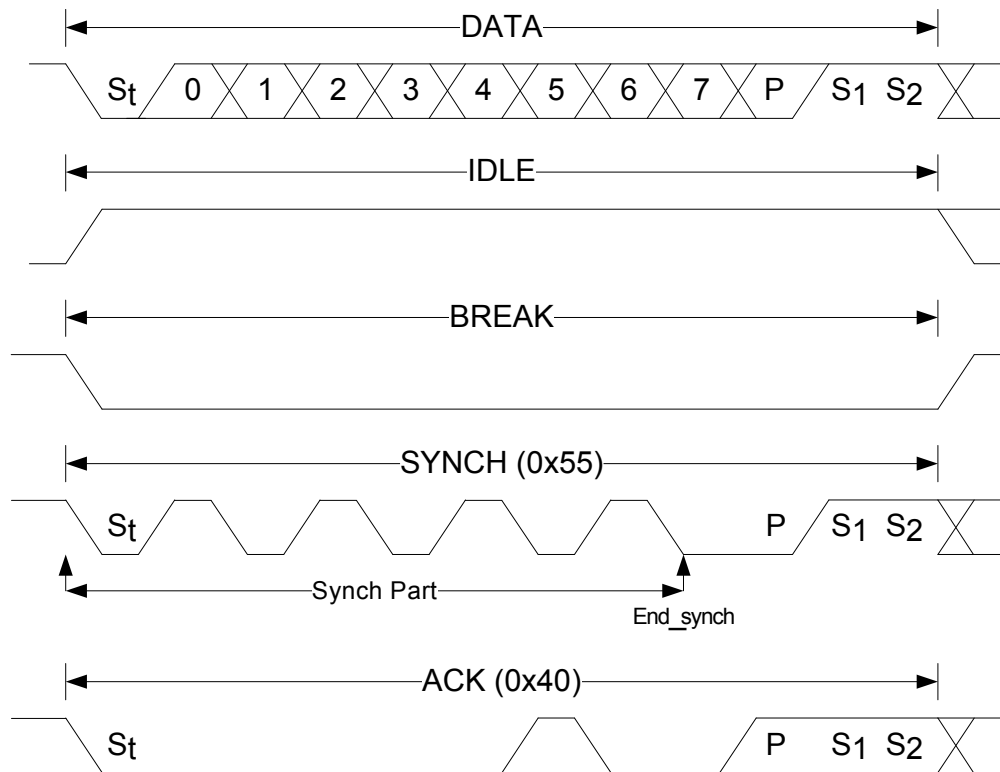 DATA
St 0 1 2 3 4 5 6 7 P S1 S2
IDLE
BREAK
SYNCH (0x55)
St P S1 S2
Synch Part
End_synch
ACK (0x40)
St P S1 S2